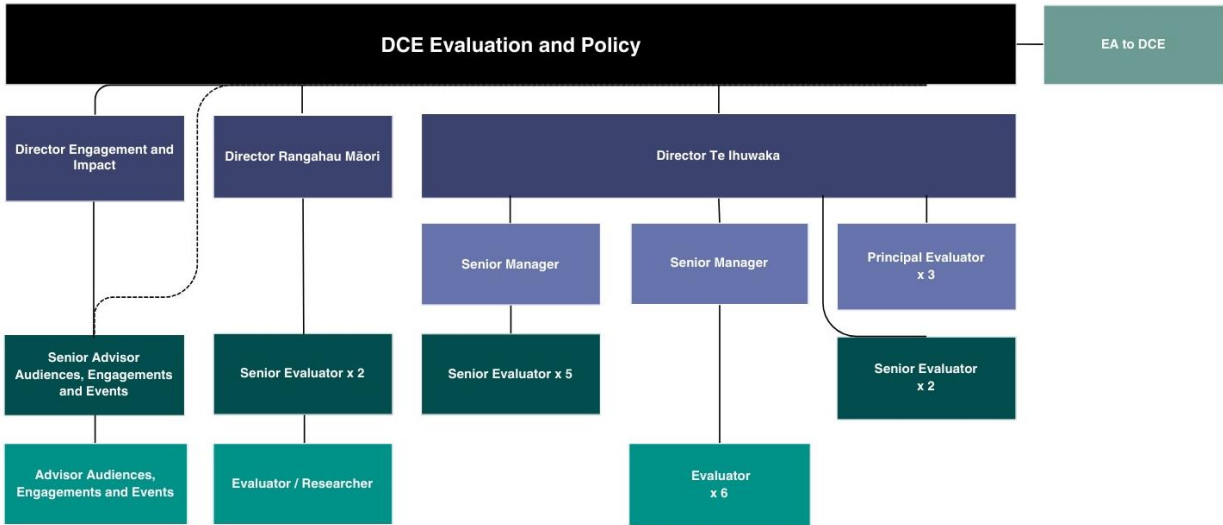 DCE Evaluation and Policy
EA to DCE
Director Engagement and
Impact
Director Rangahau Māori
Director Te Ihuwaka
Senior Manager
Senior Manager
Principal Evaluator
x 3
Senior Advisor
Audiences, Engagements
and Events
Senior Evaluator x 2
Senior Evaluator x 5
Senior Evaluator
x 2
Advisor Audiences,
Engagements and Events
Evaluator / Researcher
Evaluator
x 6